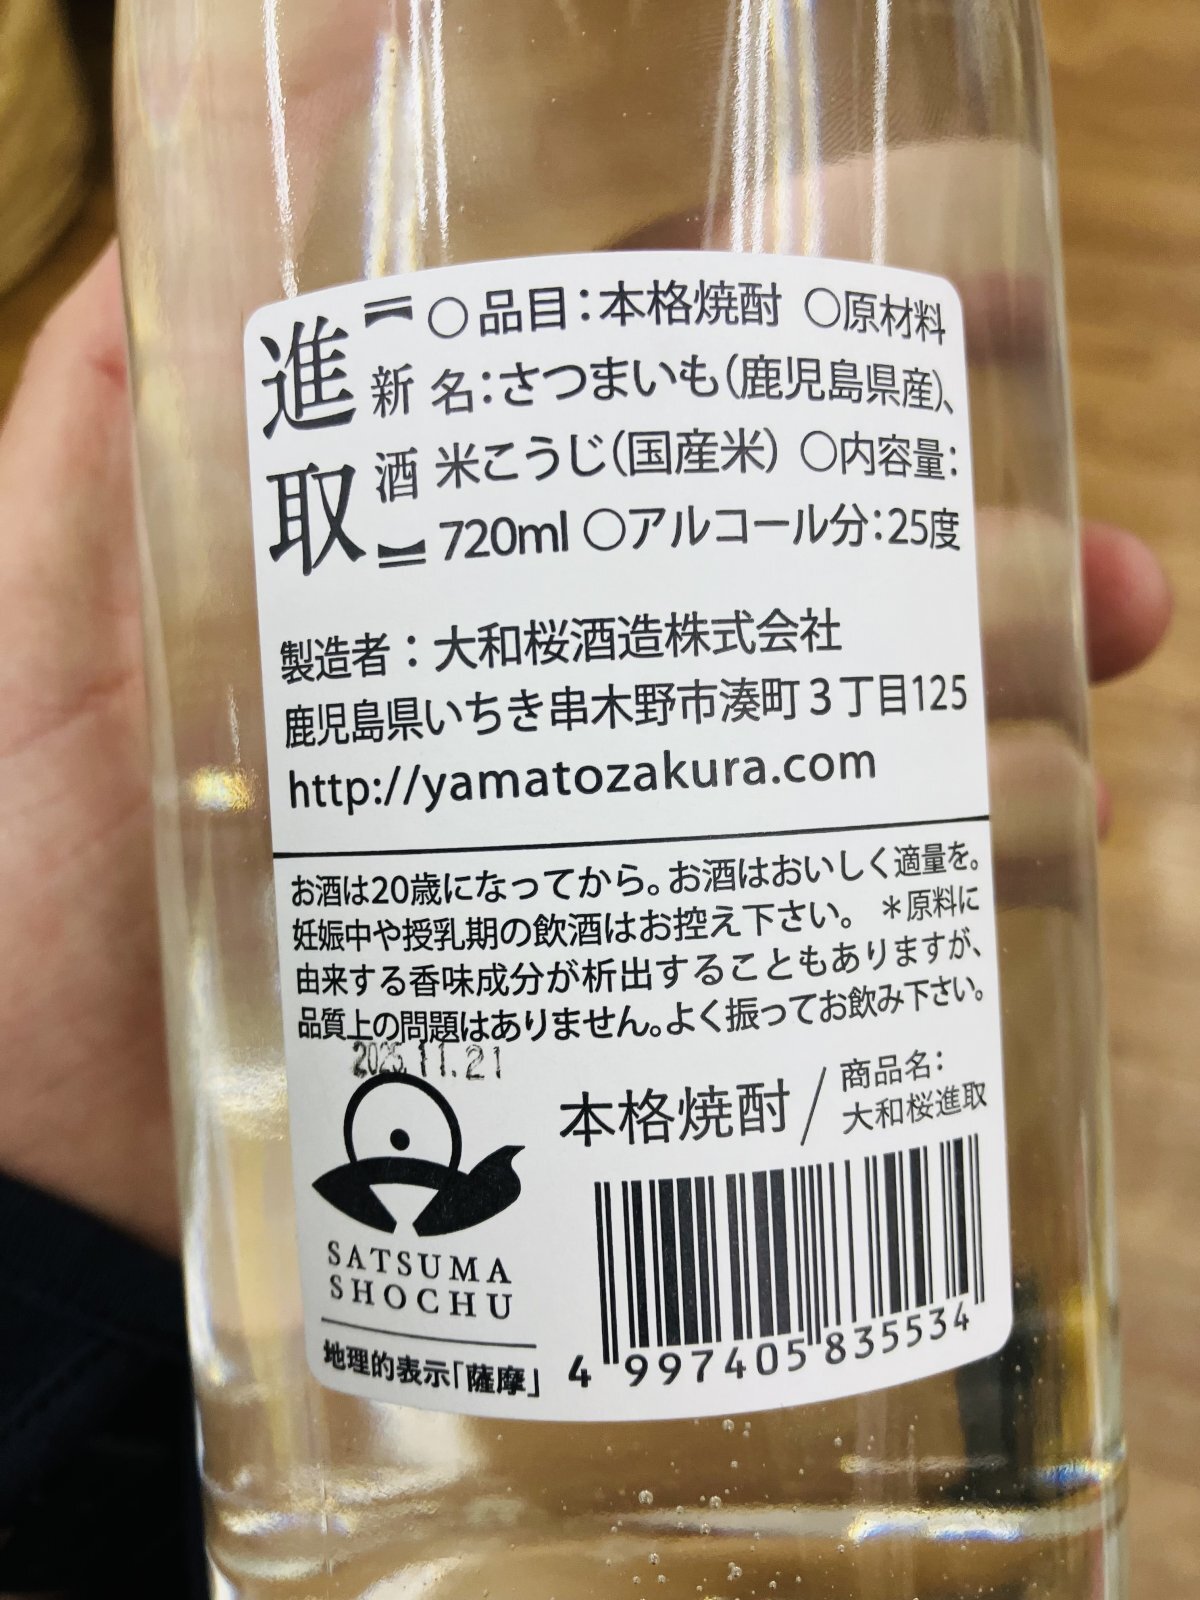 進取
【新酒】
○品目：本格焼酎 ○原材料
名：さつまいも（鹿児島県産）、
米こうじ（国産米） ○内容量：
720ml ○アルコール分：25度
製造者：大和桜酒造株式会社
鹿児島県いちき串木野市湊町3丁目125
http://yamatozakura.com
お酒は20歳になってから。お酒はおいしく適量を。
妊娠中や授乳期の飲酒はお控え下さい。 ＊原料に
由来する香味成分が析出することもありますが、
品質上の問題はありません。よく振ってお飲み下さい。
2025.11.21
本格焼酎／商品名：
大和桜進取
SATSUMA
SHOCHU
地理的表示「薩摩」
4997405835534